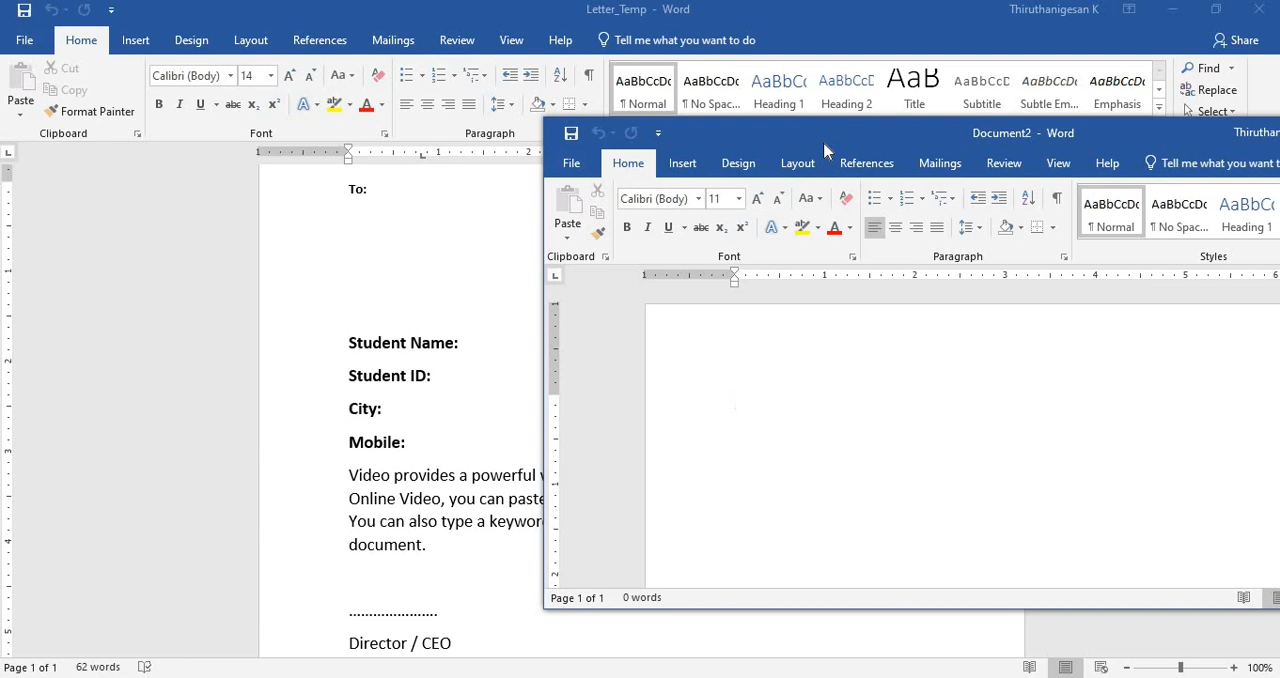 Letter_Temp - Word
Thiruthanigesan K
File Home Insert Design Layout References Mailings Review View Help Tell me what you want to do
Share
Paste
Cut
Copy
Format Painter
Clipboard
Calibri (Body) 14
Font
Paragraph
AaBbCcDc AaBbCcDc AaBbCc AaBbCcC AaB AaBbCcC AaBbCcDc AaBbCcDc
¶ Normal ¶ No Spac... Heading 1 Heading 2 Title Subtitle Subtle Em... Emphasis
Find
Replace
Select
To:
Student Name:
Student ID:
City:
Mobile:
Video provides a powerful
Online Video, you can paste
You can also type a keyword
document.
......................
Director / CEO
Page 1 of 1 62 words
100%
Document2 - Word
File Home Insert Design Layout References Mailings Review View Help Tell me what you want
Paste
Clipboard
Calibri (Body) 11
Font
Paragraph
AaBbCcDc AaBbCcDc AaBbCc
¶ Normal ¶ No Spac... Heading 1
Styles
Page 1 of 1 0 words